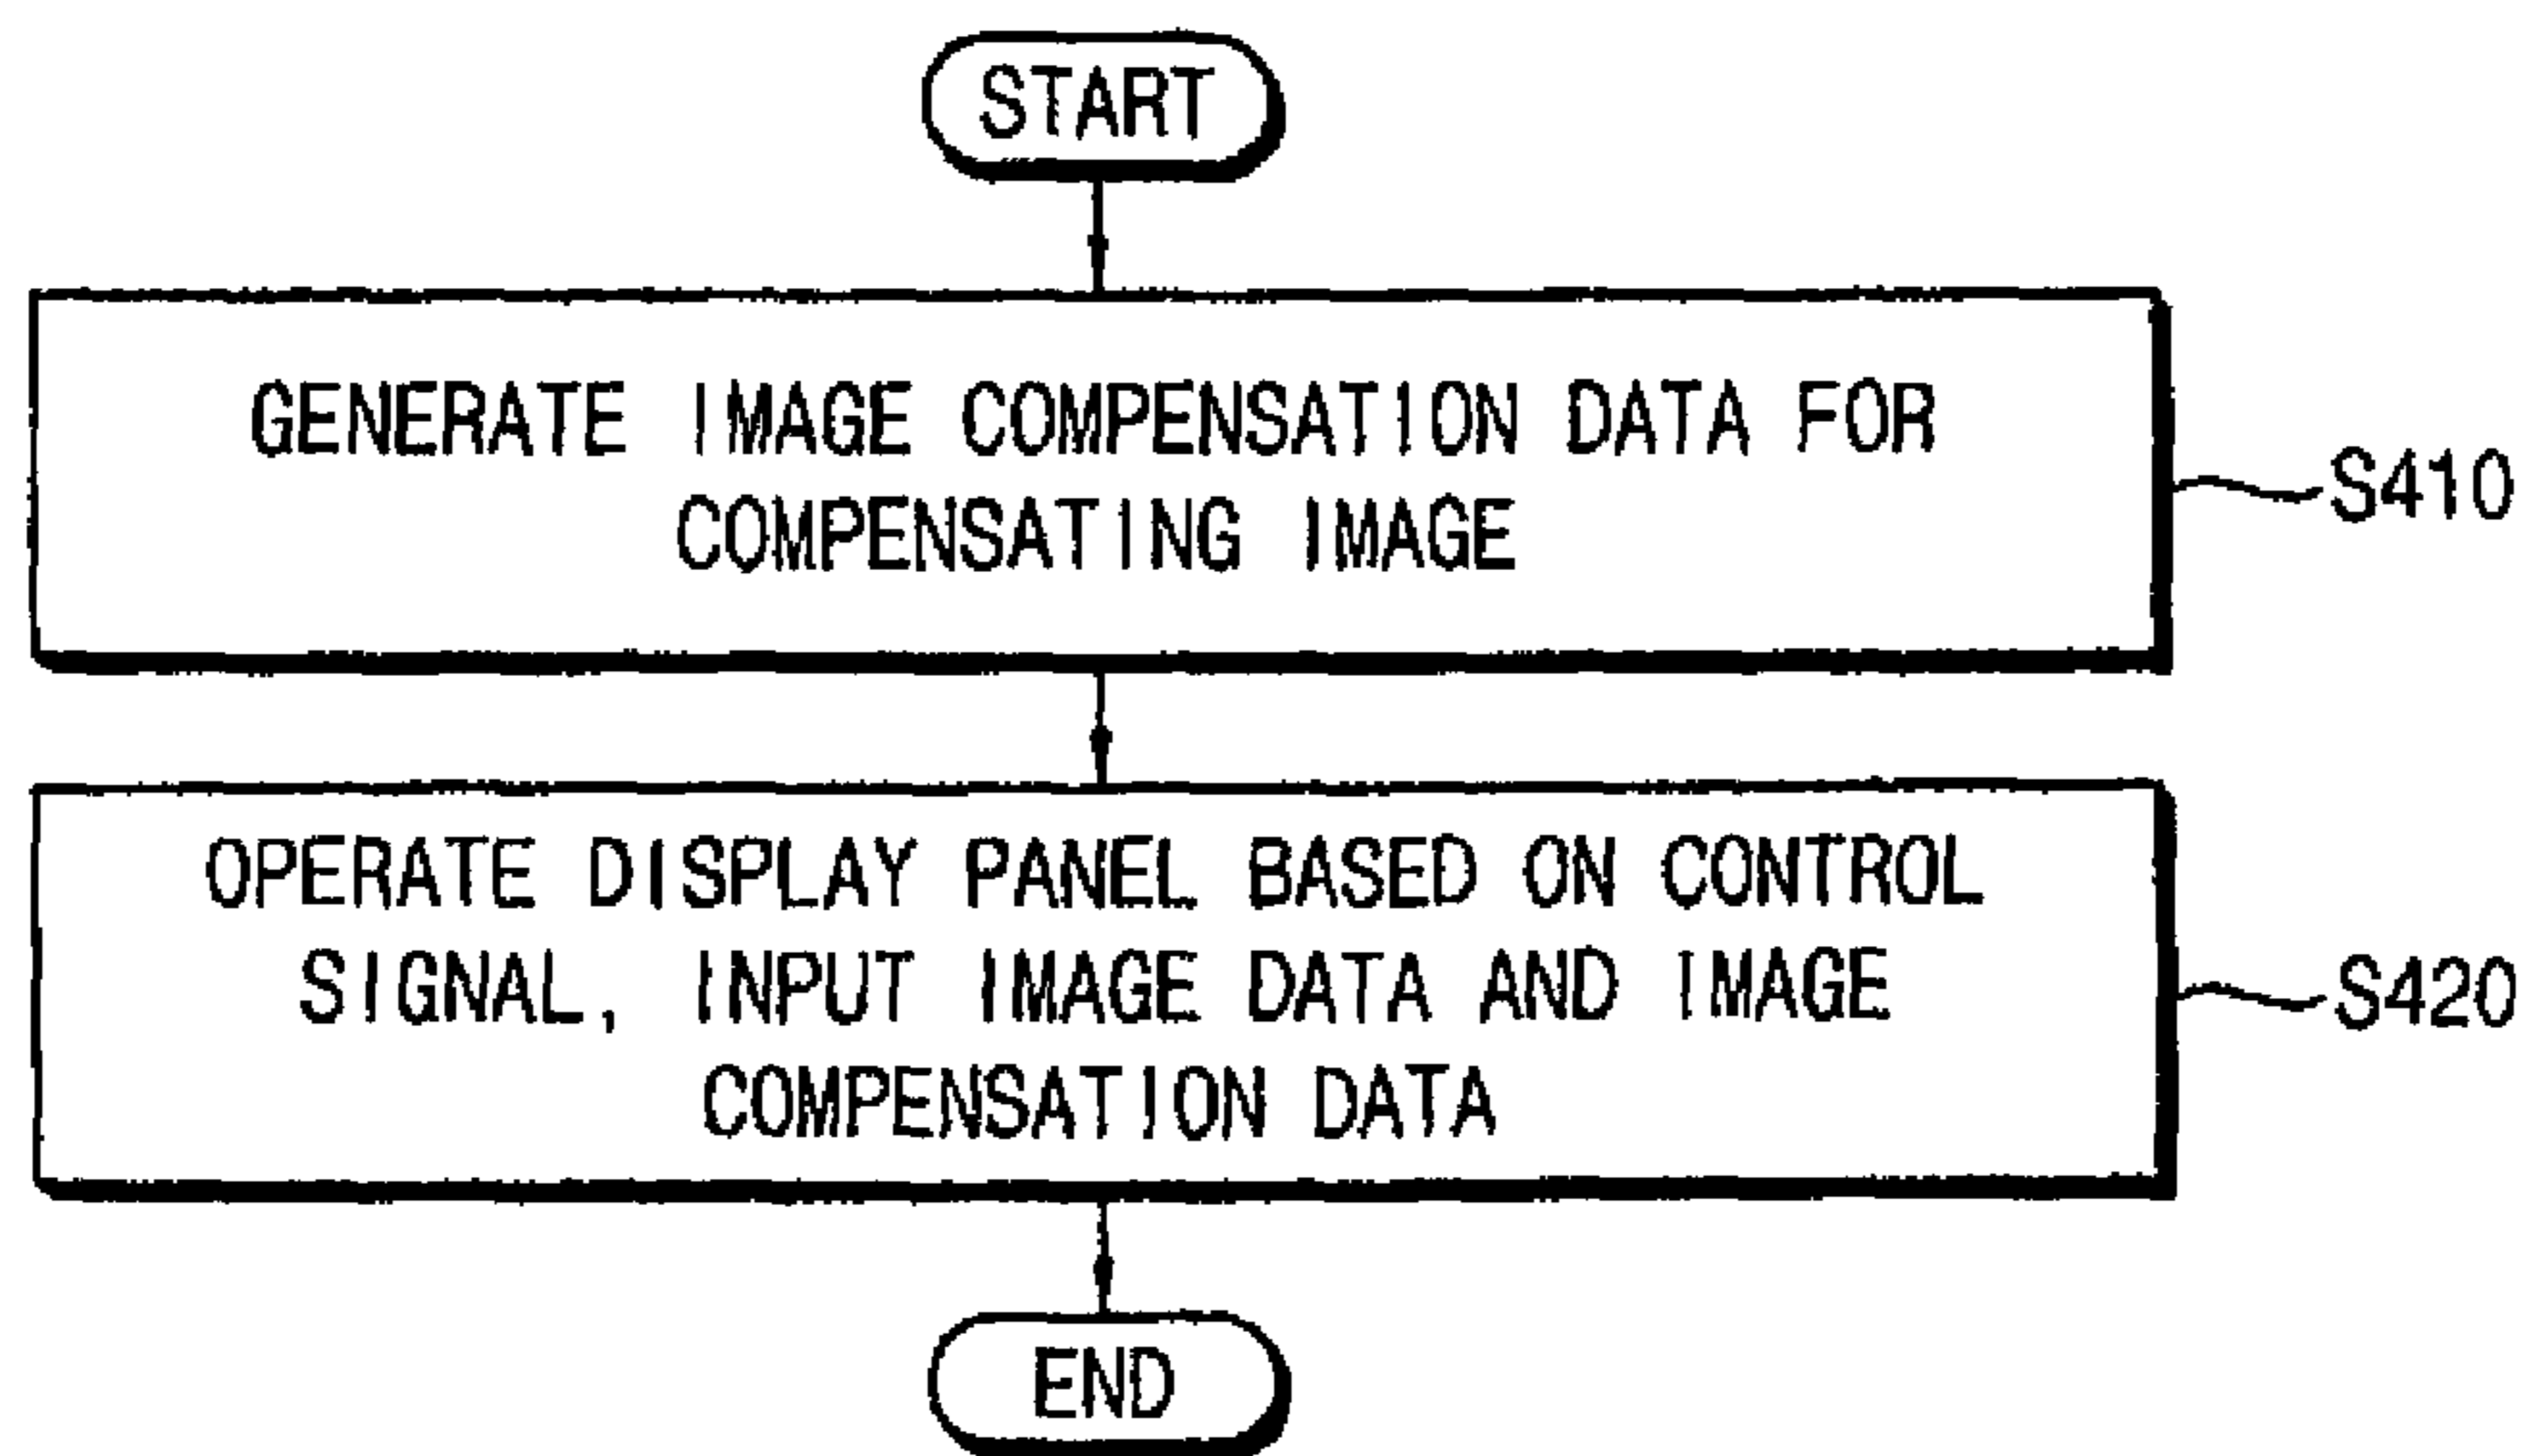 START
GENERATE IMAGE COMPENSATION DATA FOR
COMPENSATING IMAGE
S410
OPERATE DISPLAY PANEL BASED ON CONTROL
SIGNAL, INPUT IMAGE DATA AND IMAGE
COMPENSATION DATA
S420
END